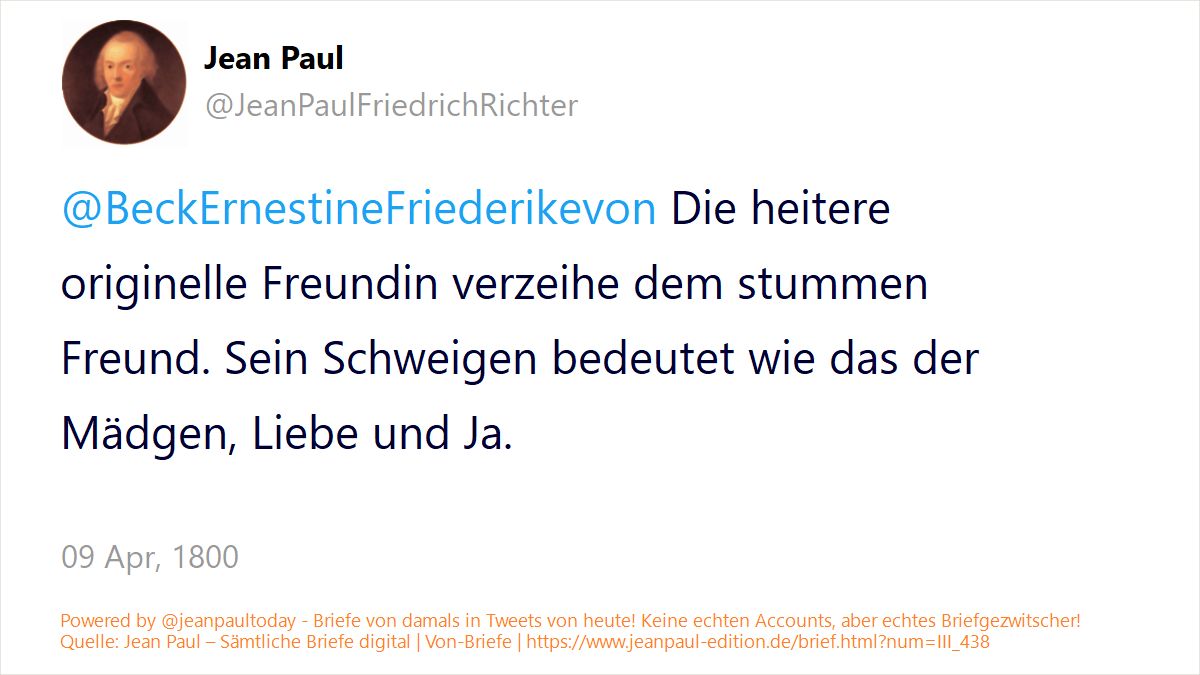 Jean Paul
@JeanPaulFriedrichRichter
@BeckErnestineFriederikevon Die heitere
originelle Freundin verzeihe dem stummen
Freund. Sein Schweigen bedeutet wie das der
Mädgen, Liebe und Ja.
09 Apr, 1800
Powered by @jeanpaultoday - Briefe von damals in Tweets von heute! Keine echten Accounts, aber echtes Briefgezwitscher!
Quelle: Jean Paul – Sämtliche Briefe digital | Von-Briefe | https://www.jeanpaul-edition.de/brief.html?num=III_438